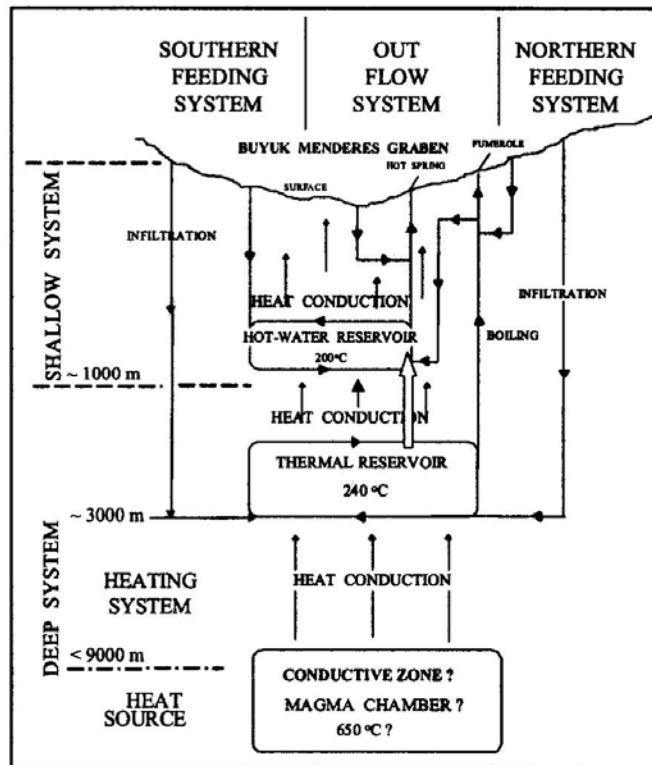 SOUTHERN
FEEDING
SYSTEM
OUT
FLOW
SYSTEM
NORTHERN
FEEDING
SYSTEM
BUYUK MENDERES GRABEN
FUMEROLE
HOT SPRING
SURFACE
INFILTRATION
INFILTRATION
SHALLOW SYSTEM
HEAT CONDUCTION
HOT-WATER RESERVOIR
200°C
BOILING
~ 1000 m
HEAT CONDUCTION
THERMAL RESERVOIR
240 °C
~ 3000 m
DEEP SYSTEM
HEATING
SYSTEM
HEAT CONDUCTION
< 9000 m
HEAT
SOURCE
CONDUCTIVE ZONE ?
MAGMA CHAMBER ?
650 °C ?